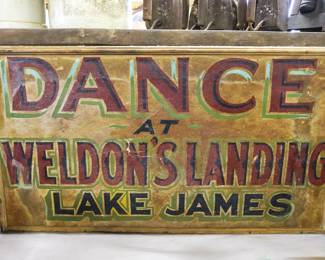 DANCE
AT
WELDON'S LANDING
LAKE JAMES